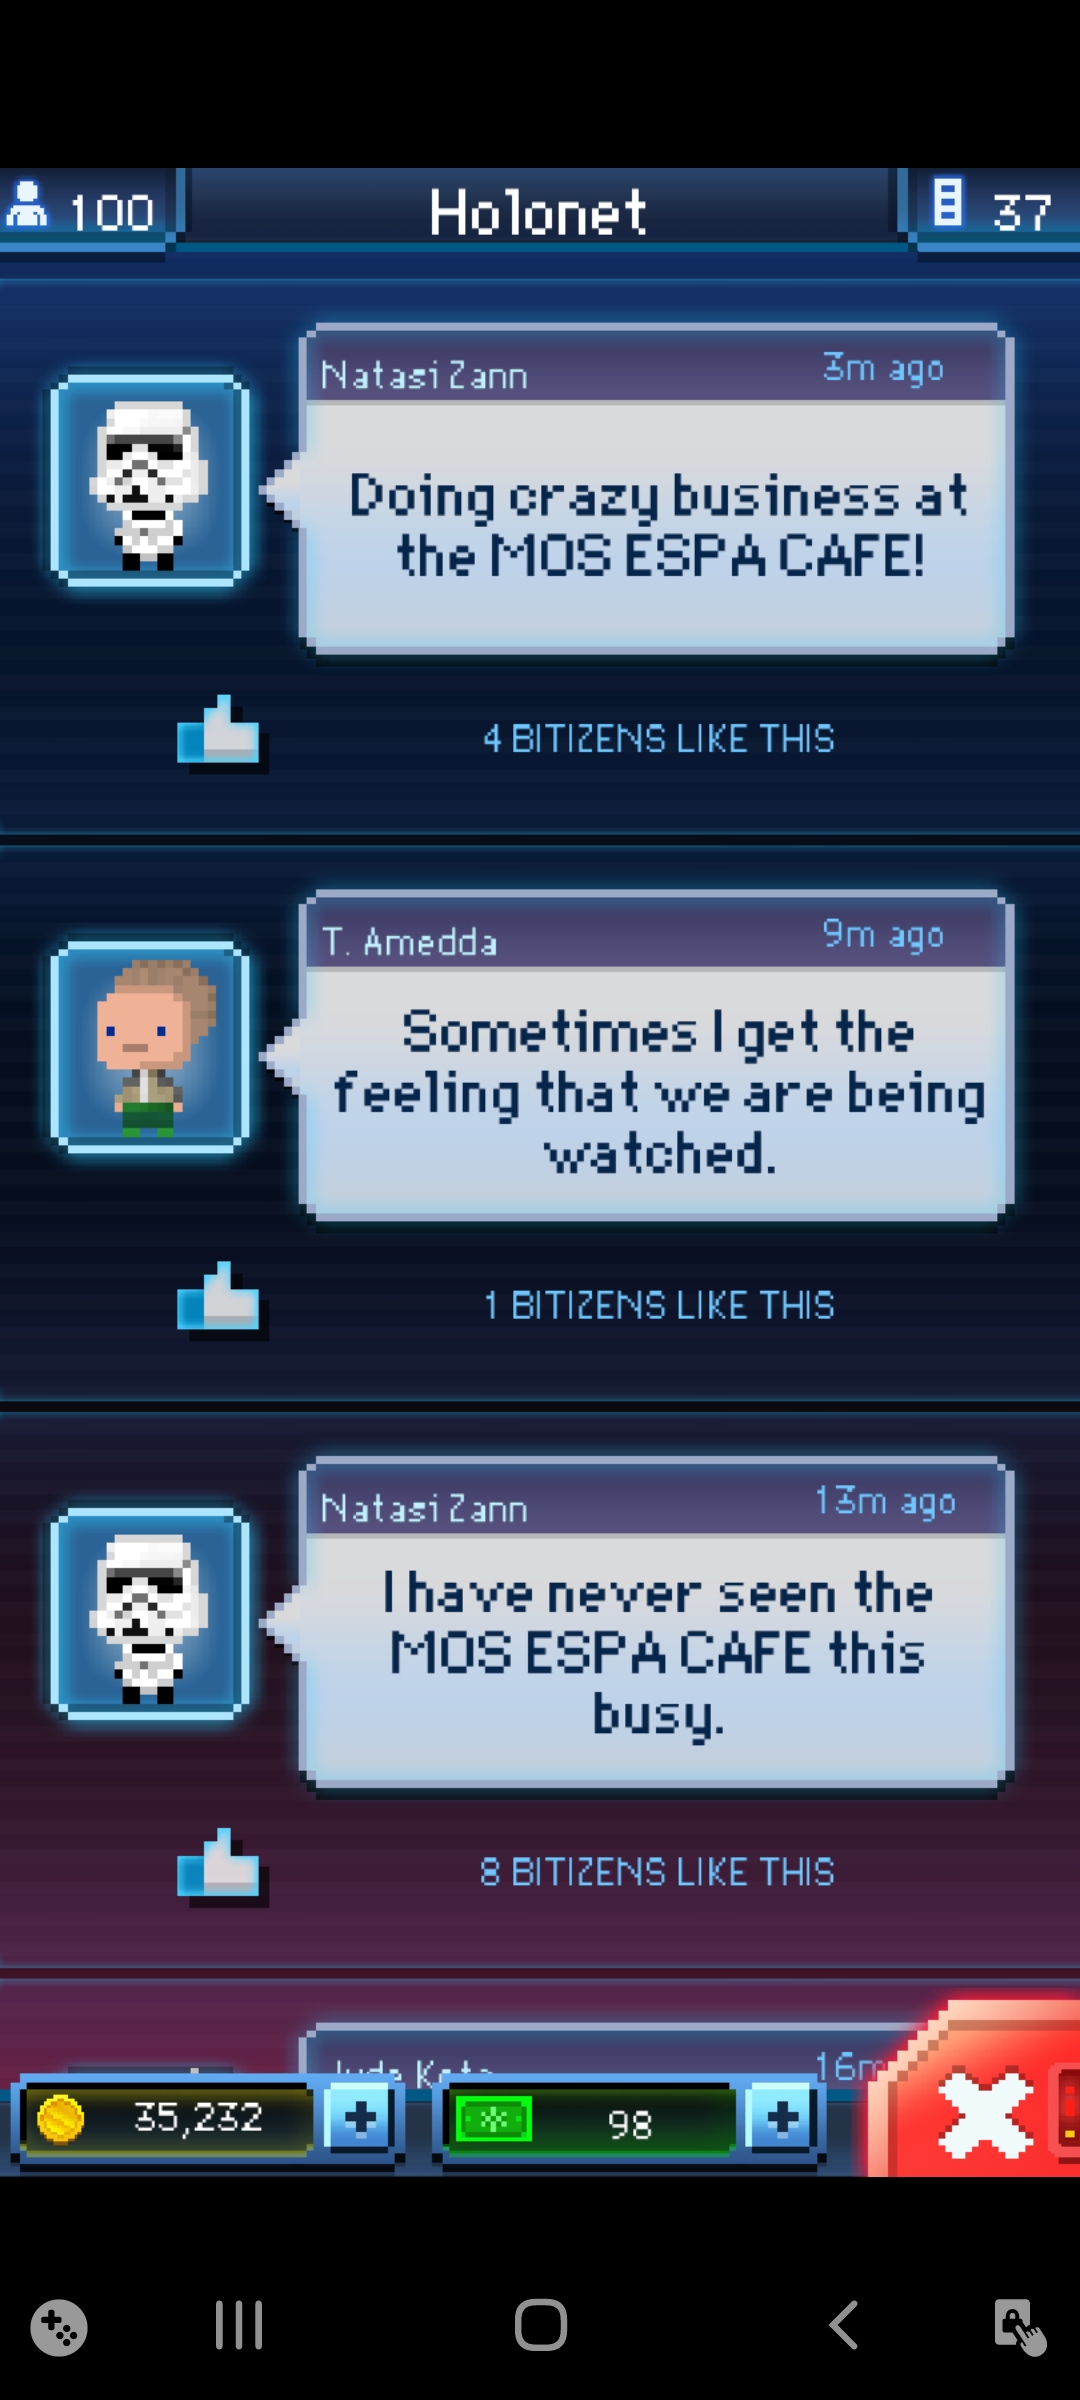 100
Holonet
37
Natasi Zann
3m ago
Doing crazy business at
the MOS ESPA CAFE!
4 BITIZENS LIKE THIS
T. Amedda
9m ago
Sometimes I get the
feeling that we are being
watched.
1 BITIZENS LIKE THIS
Natasi Zann
13m ago
I have never seen the
MOS ESPA CAFE this
busy.
8 BITIZENS LIKE THIS
16m
35,232
98